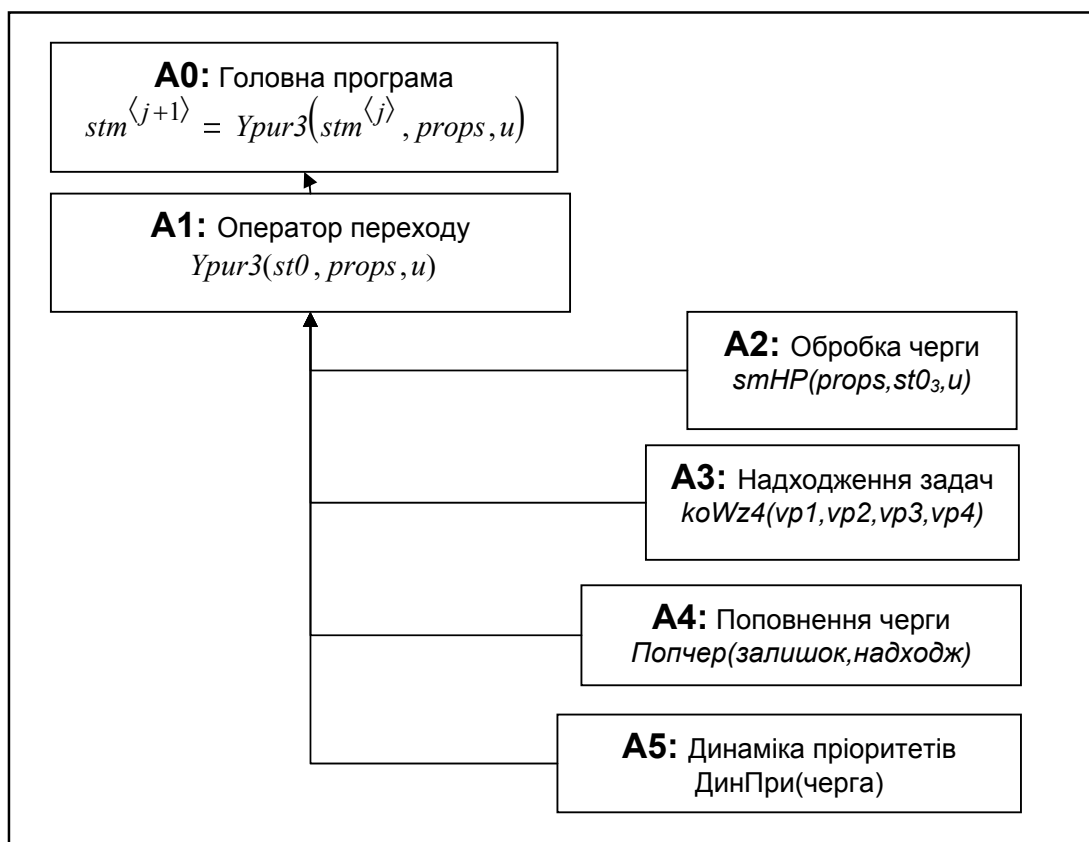 A0: Головна програма
stm⟨j+1⟩ = Ypur3(stm⟨j⟩, props, u)
A1: Оператор переходу
Ypur3(st0, props, u)
A2: Обробка черги
smHP(props,st0₃,u)
A3: Надходження задач
koWz4(vp1,vp2,vp3,vp4)
A4: Поповнення черги
Попчер(залишок,надходж)
A5: Динаміка пріоритетів
ДинПри(черга)